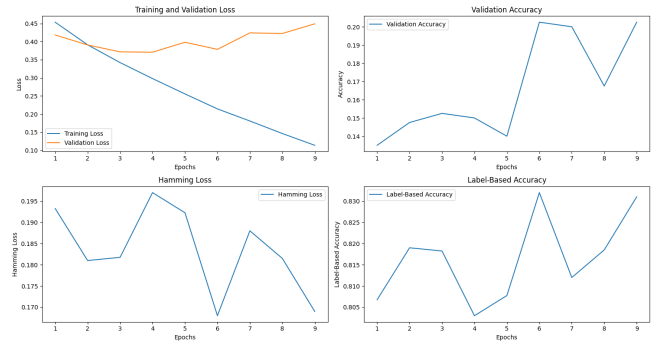 Training and Validation Loss
0.45
0.40
0.35
0.30
0.25
0.20
0.15
0.10
Loss
Training Loss
Validation Loss
1 2 3 4 5 6 7 8 9
Epochs
Validation Accuracy
0.20
0.19
0.18
0.17
0.16
0.15
0.14
Accuracy
Validation Accuracy
1 2 3 4 5 6 7 8 9
Epochs
Hamming Loss
0.195
0.190
0.185
0.180
0.175
0.170
Hamming Loss
Hamming Loss
1 2 3 4 5 6 7 8 9
Epochs
Label-Based Accuracy
0.830
0.825
0.820
0.815
0.810
0.805
Label-Based Accuracy
Label-Based Accuracy
1 2 3 4 5 6 7 8 9
Epochs